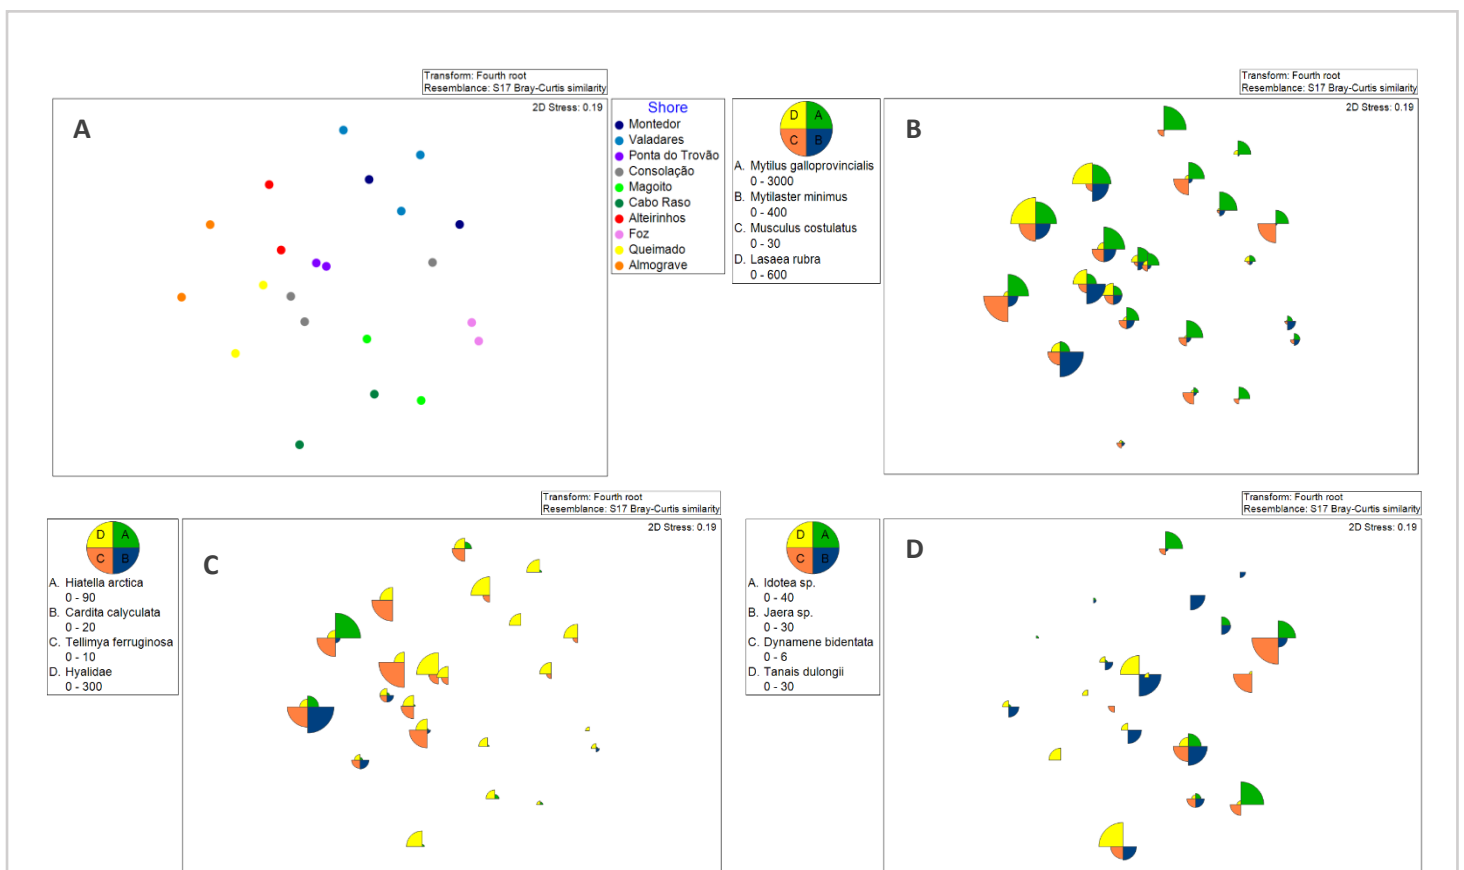 Transform: Fourth root
Resemblance: S17 Bray-Curtis similarity
2D Stress: 0.19
A
Shore
Montedor
Valadares
Ponta do Trovão
Consolação
Magoito
Cabo Raso
Alteirinhos
Foz
Queimado
Almograve
D A
C B
A. Mytilus galloprovincialis
0 - 3000
B. Mytilaster minimus
0 - 400
C. Musculus costulatus
0 - 30
D. Lasaea rubra
0 - 600
Transform: Fourth root
Resemblance: S17 Bray-Curtis similarity
2D Stress: 0.19
B
D A
C B
A. Hiatella arctica
0 - 90
B. Cardita calyculata
0 - 20
C. Tellimya ferruginosa
0 - 10
D. Hyalidae
0 - 300
Transform: Fourth root
Resemblance: S17 Bray-Curtis similarity
2D Stress: 0.19
C
D A
C B
A. Idotea sp.
0 - 40
B. Jaera sp.
0 - 30
C. Dynamene bidentata
0 - 6
D. Tanais dulongii
0 - 30
Transform: Fourth root
Resemblance: S17 Bray-Curtis similarity
2D Stress: 0.19
D